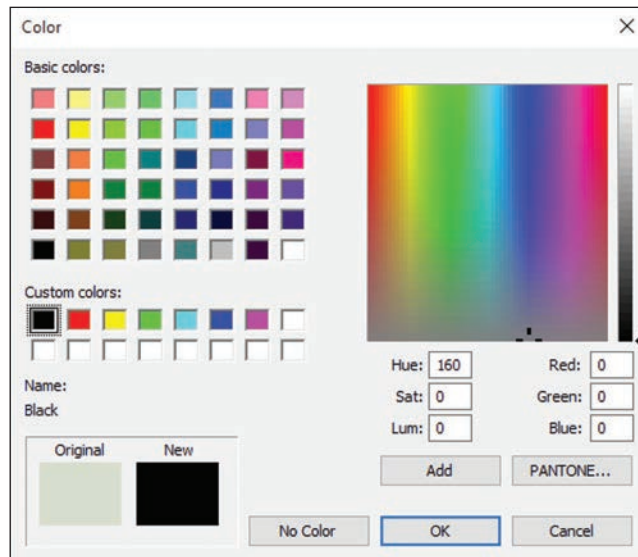 Color
Basic colors:
Custom colors:
Name:
Black
Original New
Hue: 160 Red: 0
Sat: 0 Green: 0
Lum: 0 Blue: 0
Add PANTONE...
No Color OK Cancel